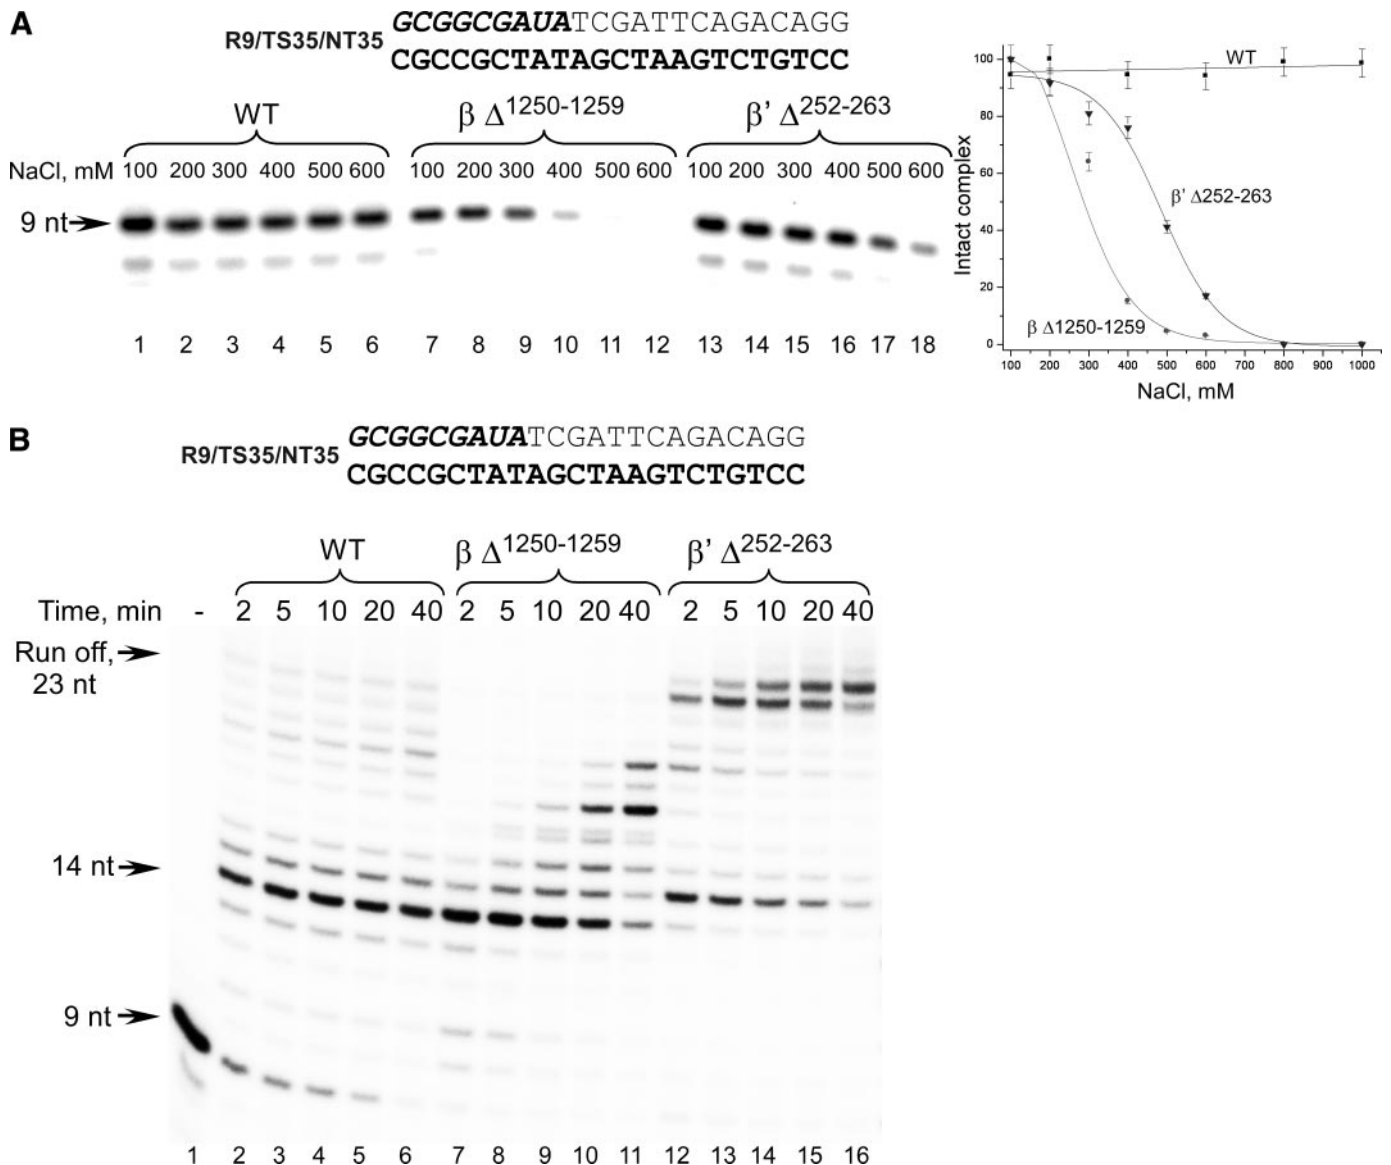 A
R9/TS35/NT35
GCGGCGAUATCGATTCAGACAGG
CGCCGCTATAGCTAAGTCTGTCC
WT
β Δ1250-1259
β’ Δ252-263
NaCl, mM 100 200 300 400 500 600 100 200 300 400 500 600 100 200 300 400 500 600
9 nt
1 2 3 4 5 6 7 8 9 10 11 12 13 14 15 16 17 18
Intact complex
100
80
60
40
20
0
WT
β' Δ252-263
β Δ1250-1259
100 200 300 400 500 600 700 800 900 1000
NaCl, mM
B
R9/TS35/NT35
GCGGCGAUATCGATTCAGACAGG
CGCCGCTATAGCTAAGTCTGTCC
WT
β Δ1250-1259
β’ Δ252-263
Time, min - 2 5 10 20 40 2 5 10 20 40 2 5 10 20 40
Run off,
23 nt
14 nt
9 nt
1 2 3 4 5 6 7 8 9 10 11 12 13 14 15 16